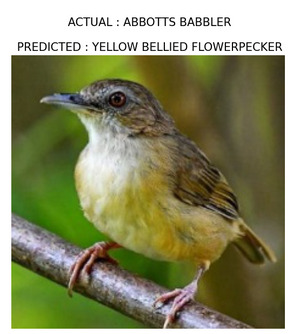 ACTUAL : ABBOTTS BABBLER
PREDICTED : YELLOW BELLIED FLOWERPECKER